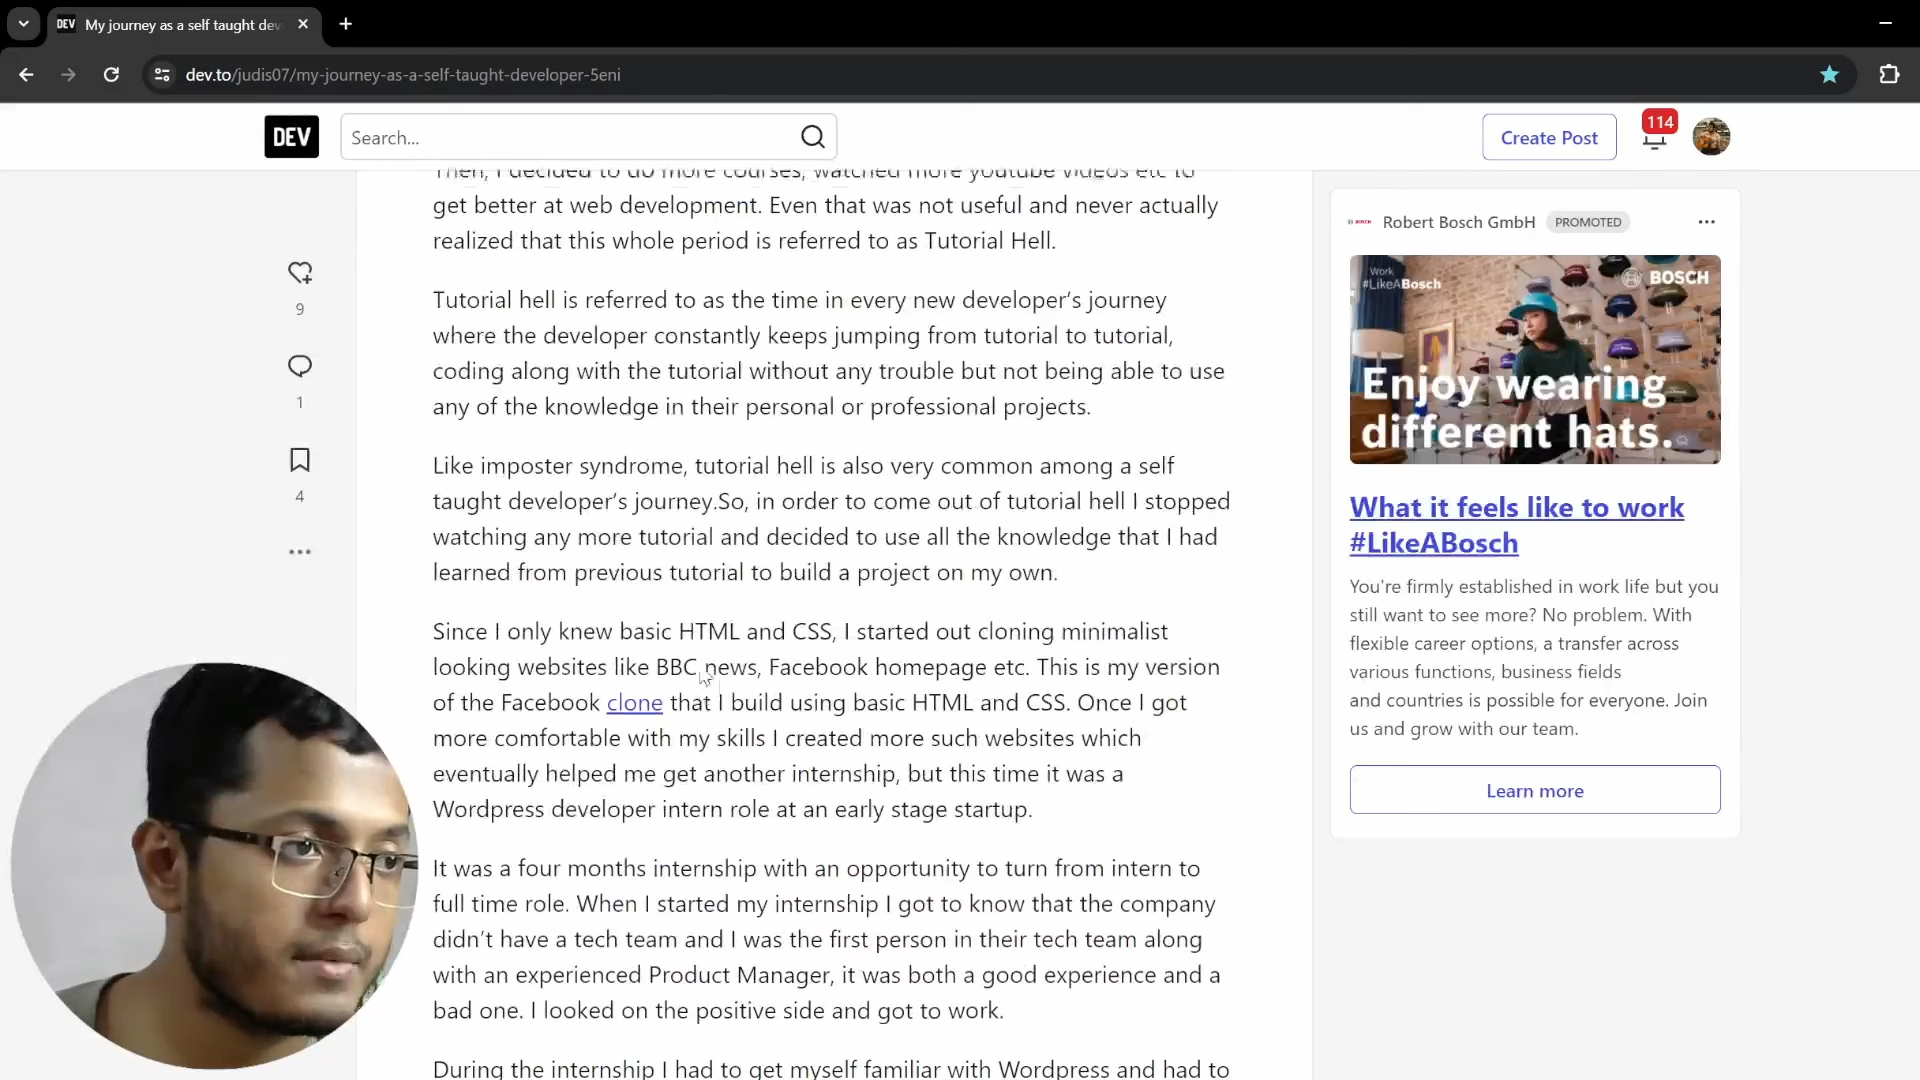 DEV
My journey as a self taught dev
dev.to/judis07/my-journey-as-a-self-taught-developer-5eni
DEV
Search...
Create Post
114
Then, I decided to do more courses, watched more youtube videos etc to
get better at web development. Even that was not useful and never actually
realized that this whole period is referred to as Tutorial Hell.
Tutorial hell is referred to as the time in every new developer’s journey
where the developer constantly keeps jumping from tutorial to tutorial,
coding along with the tutorial without any trouble but not being able to use
any of the knowledge in their personal or professional projects.
Like imposter syndrome, tutorial hell is also very common among a self
taught developer’s journey.So, in order to come out of tutorial hell I stopped
watching any more tutorial and decided to use all the knowledge that I had
learned from previous tutorial to build a project on my own.
Since I only knew basic HTML and CSS, I started out cloning minimalist
looking websites like BBC news, Facebook homepage etc. This is my version
of the Facebook clone that I build using basic HTML and CSS. Once I got
more comfortable with my skills I created more such websites which
eventually helped me get another internship, but this time it was a
Wordpress developer intern role at an early stage startup.
It was a four months internship with an opportunity to turn from intern to
full time role. When I started my internship I got to know that the company
didn’t have a tech team and I was the first person in their tech team along
with an experienced Product Manager, it was both a good experience and a
bad one. I looked on the positive side and got to work.
During the internship I had to get myself familiar with Wordpress and had to
9
1
4
BOSCH
Robert Bosch GmbH
PROMOTED
Work
#LikeABosch
BOSCH
Enjoy wearing
different hats.
What it feels like to work
#LikeABosch
You're firmly established in work life but you
still want to see more? No problem. With
flexible career options, a transfer across
various functions, business fields
and countries is possible for everyone. Join
us and grow with our team.
Learn more